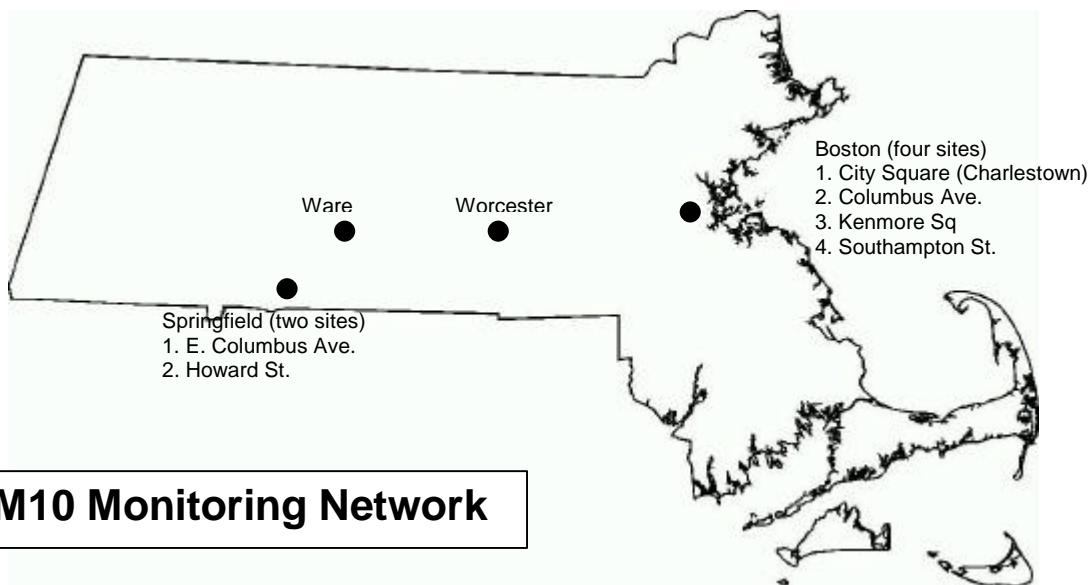 Boston (four sites)
1. City Square (Charlestown)
2. Columbus Ave.
3. Kenmore Sq
4. Southampton St.
Ware
Worcester
Springfield (two sites)
1. E. Columbus Ave.
2. Howard St.
M10 Monitoring Network